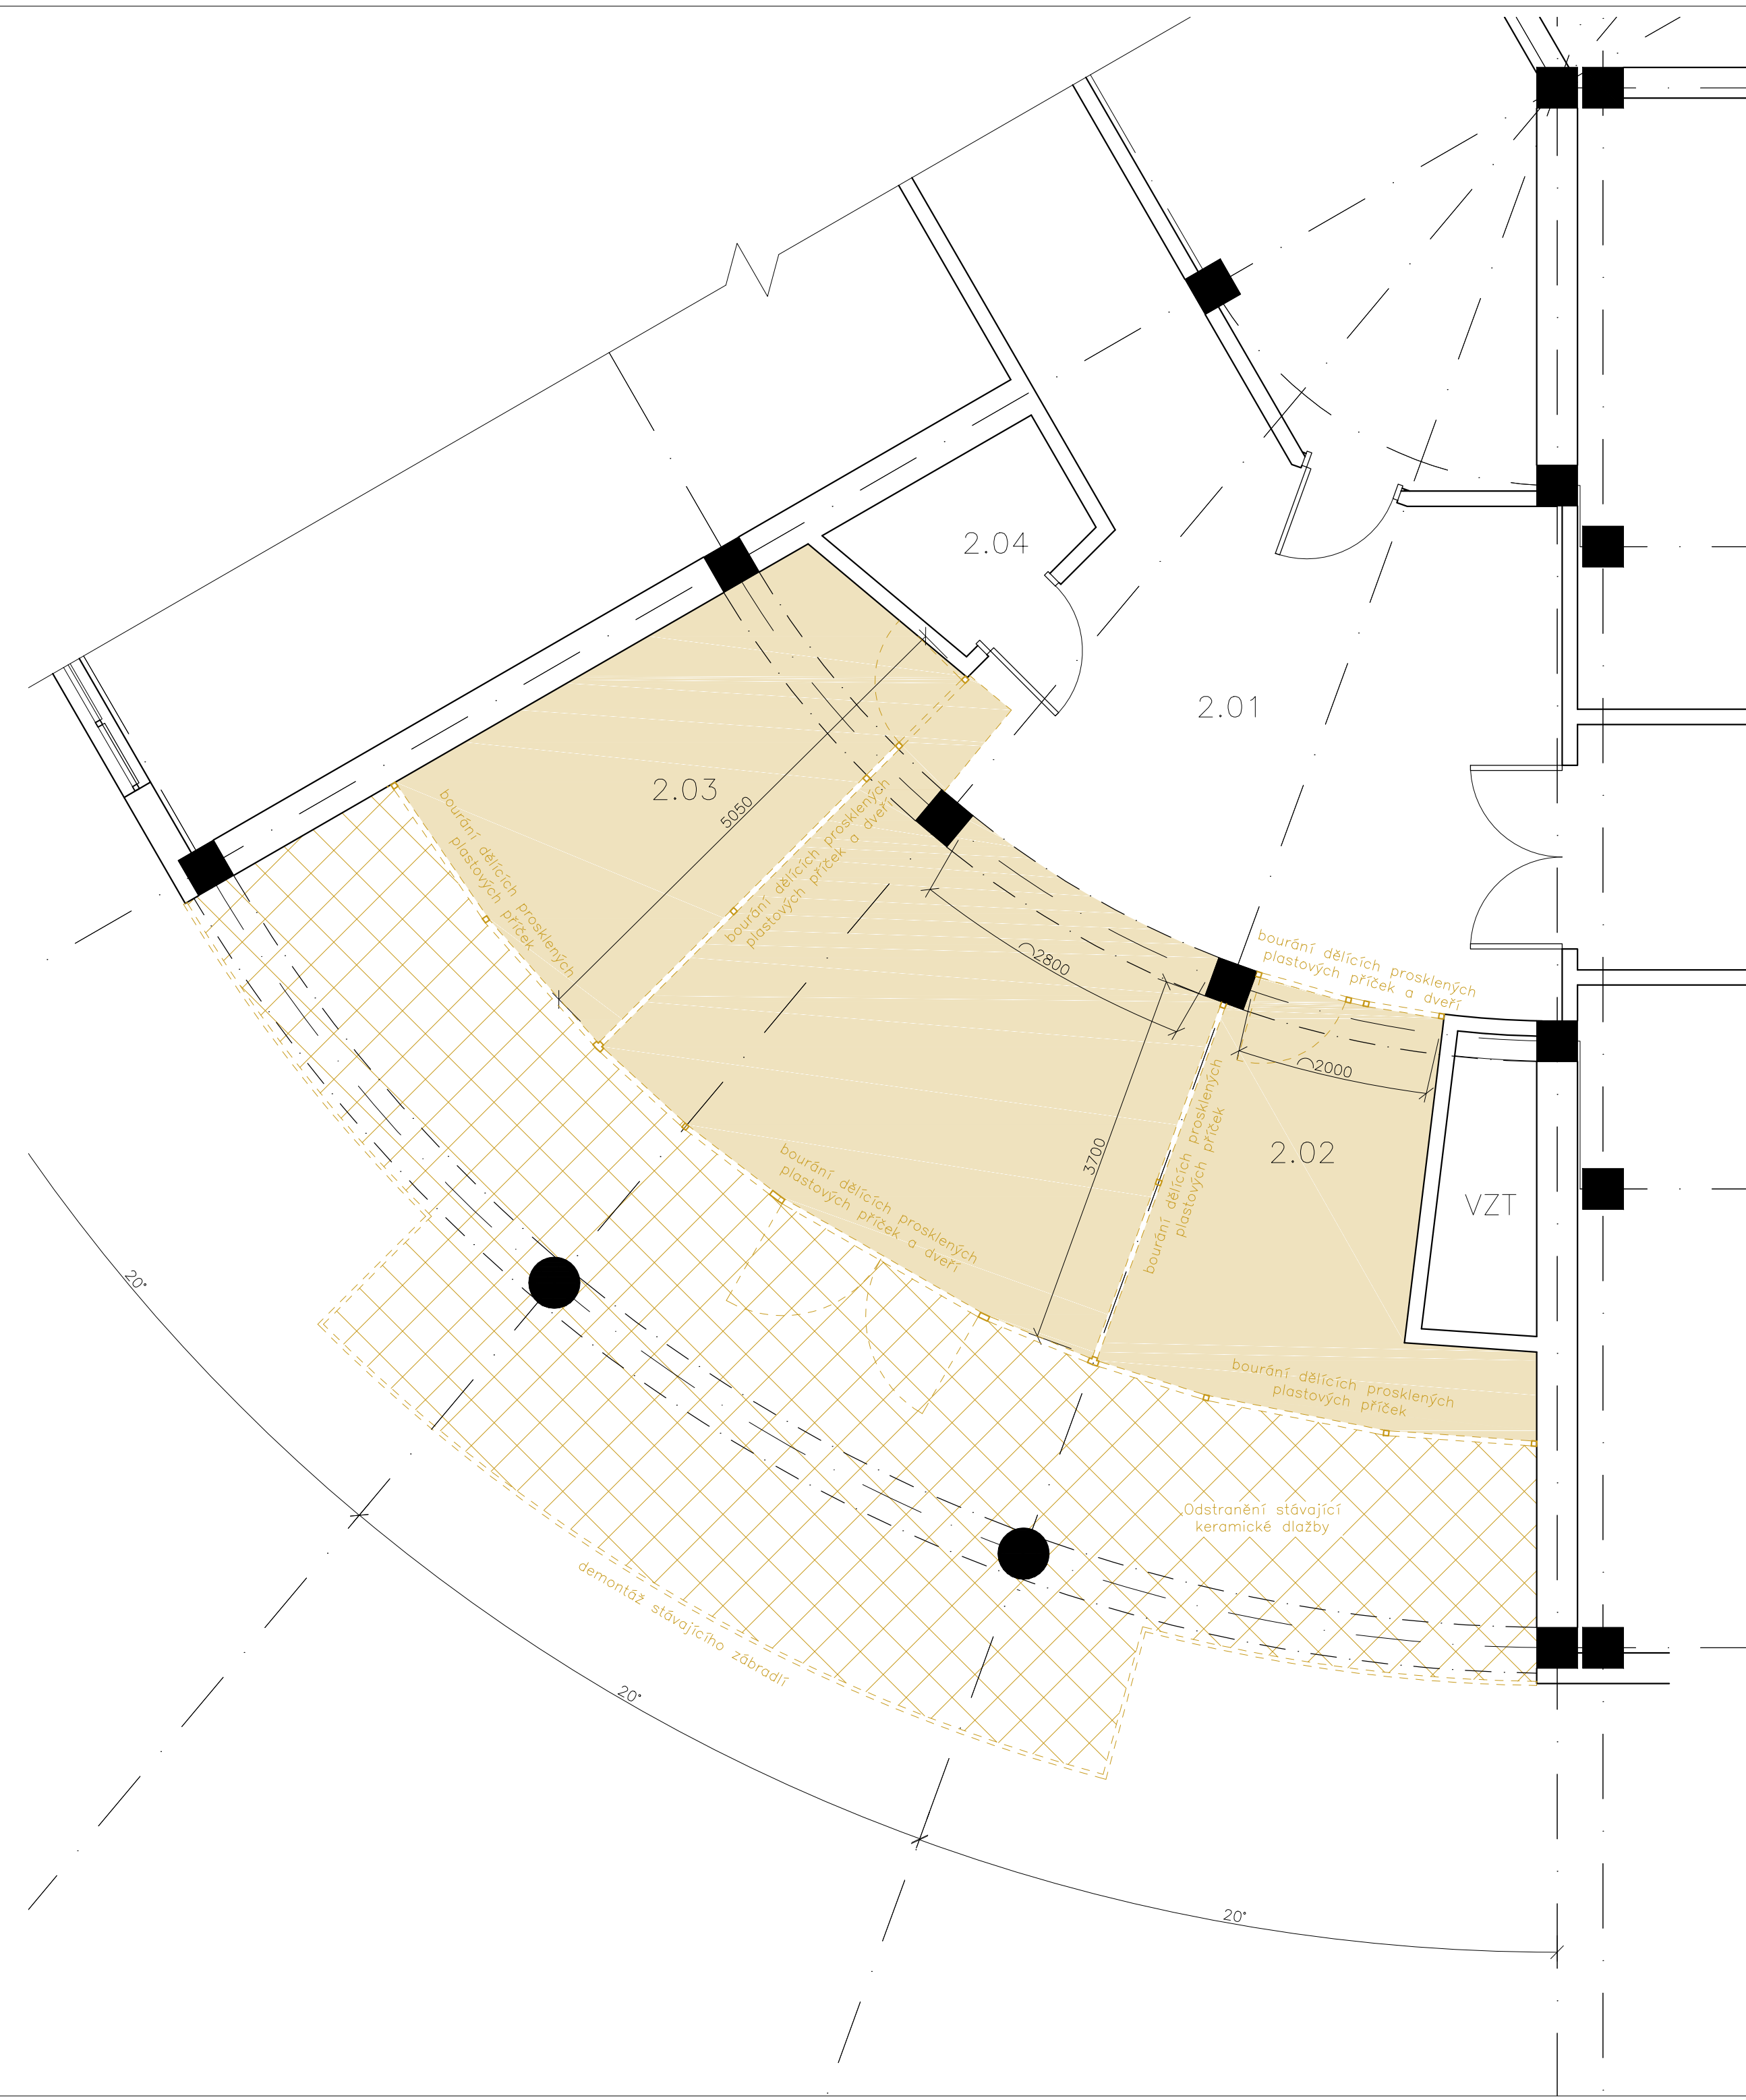 2.04
2.01
2.03
5050
bourání dělících prosklených
plastových příček
bourání dělících prosklených
plastových příček a dveří
2800
bourání dělících prosklených
plastových příček a dveří
2000
3700
bourání dělících prosklených
plastových příček
2.02
VZT
bourání dělících prosklených
plastových příček a dveří
20°
bourání dělících prosklených
plastových příček
Odstranění stávající
keramické dlažby
demontáž stávajícího zábradlí
20°
20°